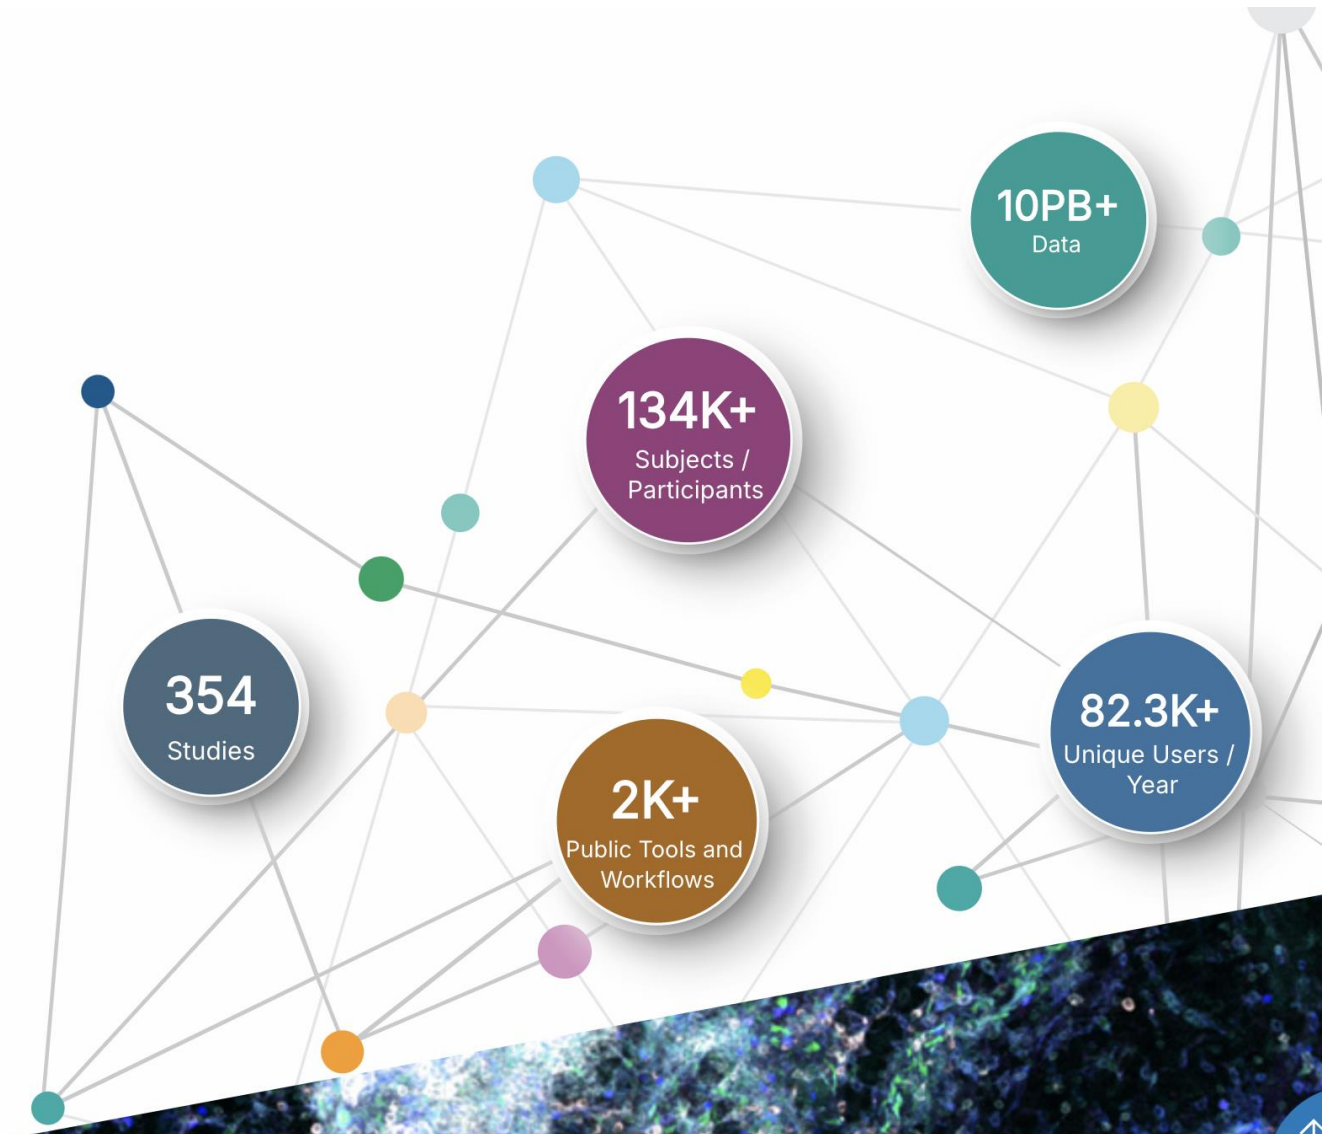 10PB+
Data
134K+
Subjects /
Participants
354
Studies
82.3K+
Unique Users /
Year
2K+
Public Tools and
Workflows